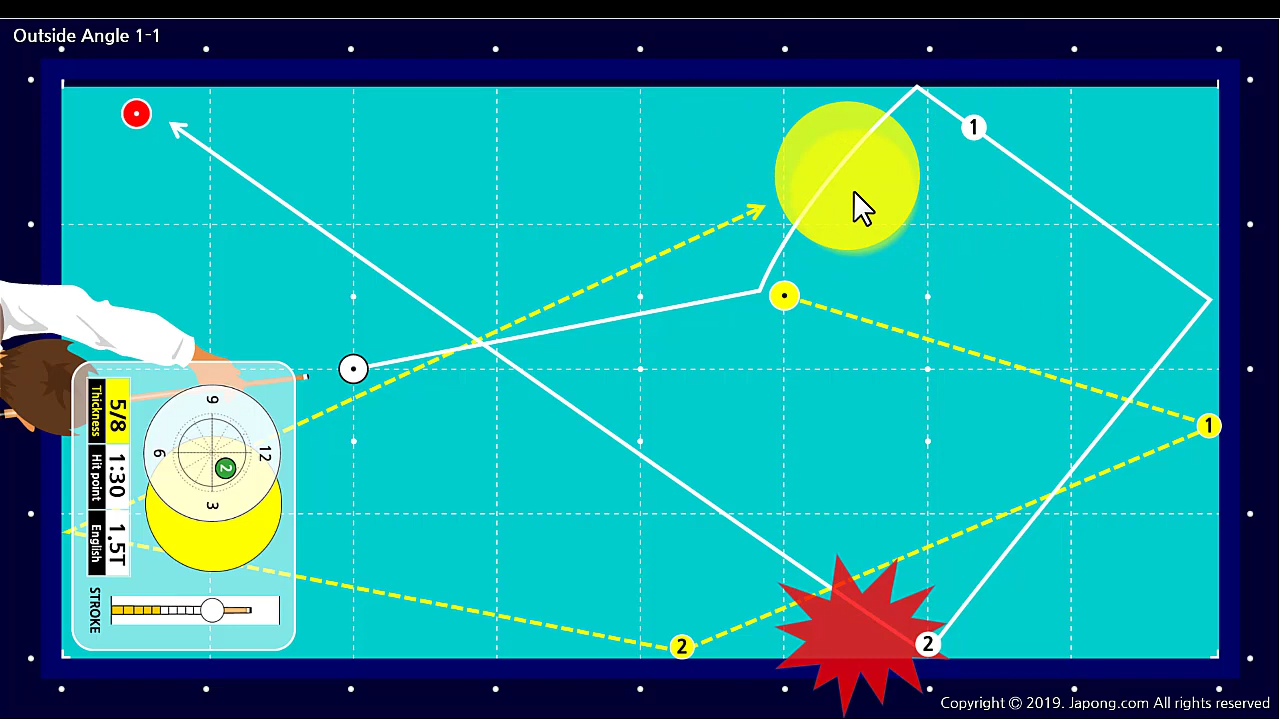 Outside Angle 1-1
1
1
2
2
5/8
Thickness
1:30
Hit point
1.5T
English
9
12
6
3
2
STROKE
Copyright © 2019. Japong.com All rights reserved